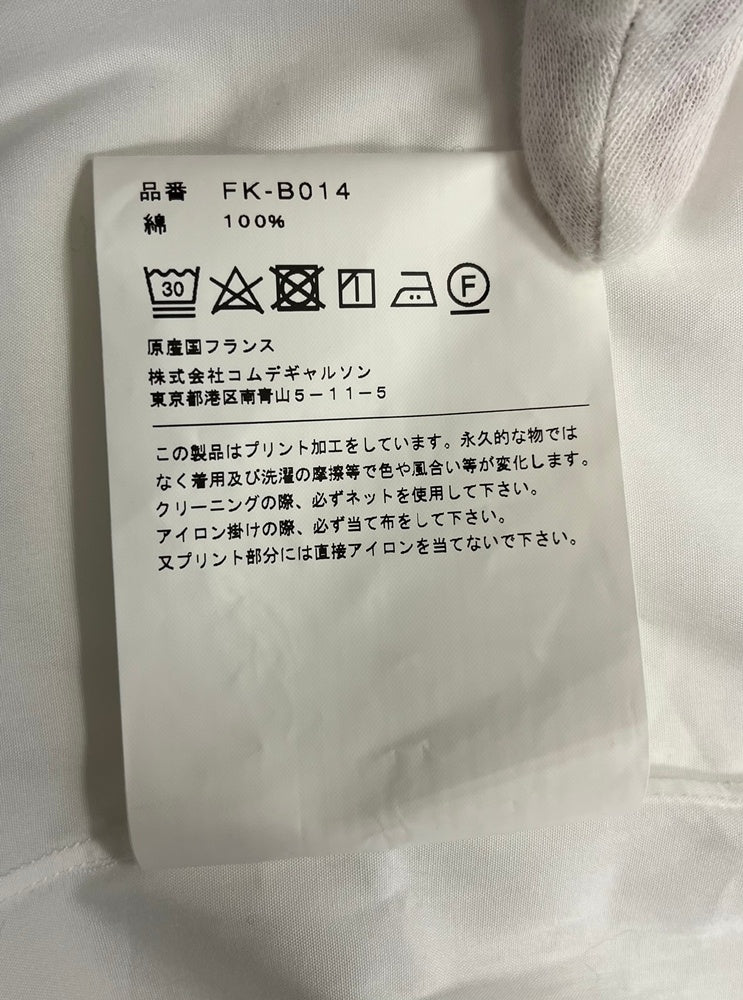 品番 FK-B014
綿 100%
30 F
原産国フランス
株式会社コムデギャルソン
東京都港区南青山5-11-5
この製品はプリント加工をしています。永久的な物では
なく着用及び洗濯の摩擦等で色や風合い等が変化します。
クリーニングの際、必ずネットを使用して下さい。
アイロン掛けの際、必ず当て布をして下さい。
又プリント部分には直接アイロンを当てないで下さい。